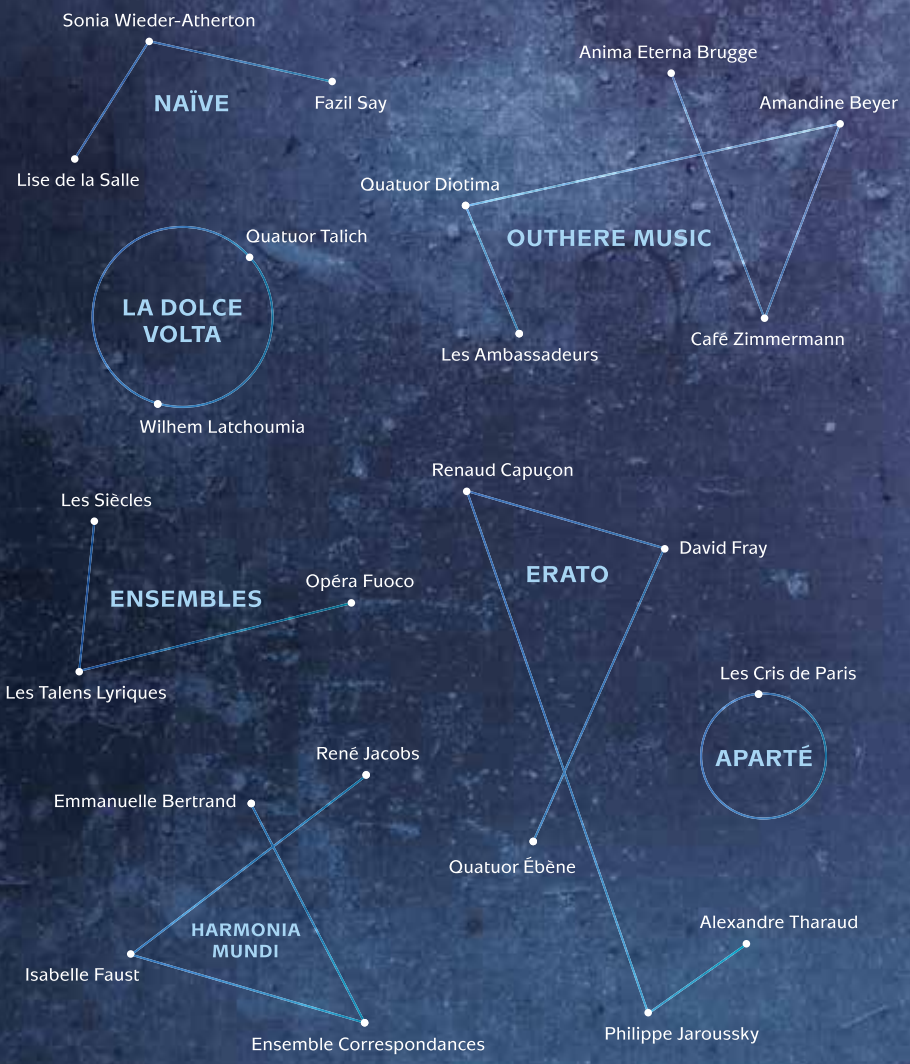 Sonia Wieder-Atherton
Fazil Say
NAÏVE
Lise de la Salle
Anima Eterna Brugge
Amandine Beyer
Quatuor Diotima
OUTHERE MUSIC
Les Ambassadeurs
Café Zimmermann
Quatuor Talich
LA DOLCE
VOLTA
Wilhem Latchoumia
Renaud Capuçon
David Fray
ERATO
Quatuor Ébène
Alexandre Tharaud
Philippe Jaroussky
Les Siècles
Opéra Fuoco
ENSEMBLES
Les Talens Lyriques
Les Cris de Paris
APARTÉ
René Jacobs
Emmanuelle Bertrand
HARMONIA
MUNDI
Isabelle Faust
Ensemble Correspondances